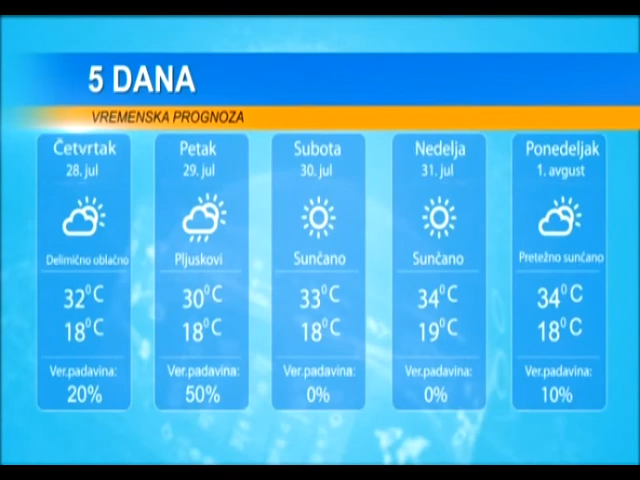 5 DANA
VREMENSKA PROGNOZA
Četvrtak
28. jul
Delimično oblačno
32°C
18°C
Ver.padavina:
20%
Petak
29. jul
Pljuskovi
30°C
18°C
Ver.padavina:
50%
Subota
30. jul
Sunčano
33°C
18°C
Ver.padavina:
0%
Nedelja
31. jul
Sunčano
34°C
19°C
Ver.padavina:
0%
Ponedeljak
1. avgust
Pretežno sunčano
34°C
18°C
Ver.padavina:
10%